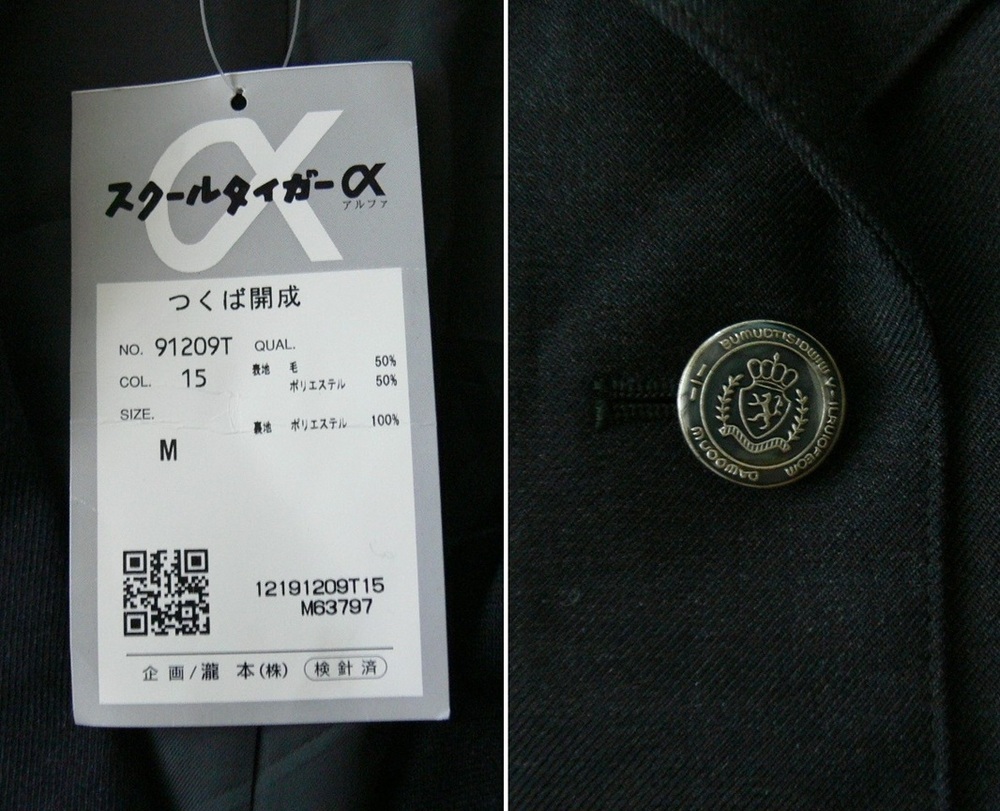 スクールタイガーα
アルファ
つくば開成
NO. 91209T QUAL.
表地 毛 50%
COL. 15 ポリエステル 50%
SIZE.
裏地 ポリエステル 100%
M
12191209T15
M63797
企画/瀧本(株) 検針済